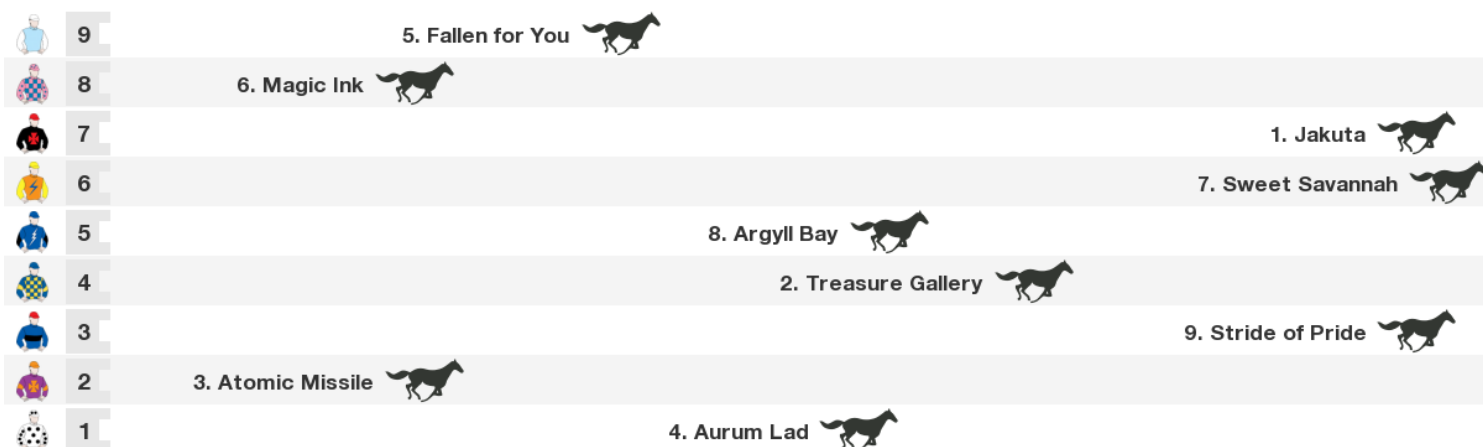 9 5. Fallen for You
8 6. Magic Ink
7 1. Jakuta
6 7. Sweet Savannah
5 8. Argyll Bay
4 2. Treasure Gallery
3 9. Stride of Pride
2 3. Atomic Missile
1 4. Aurum Lad